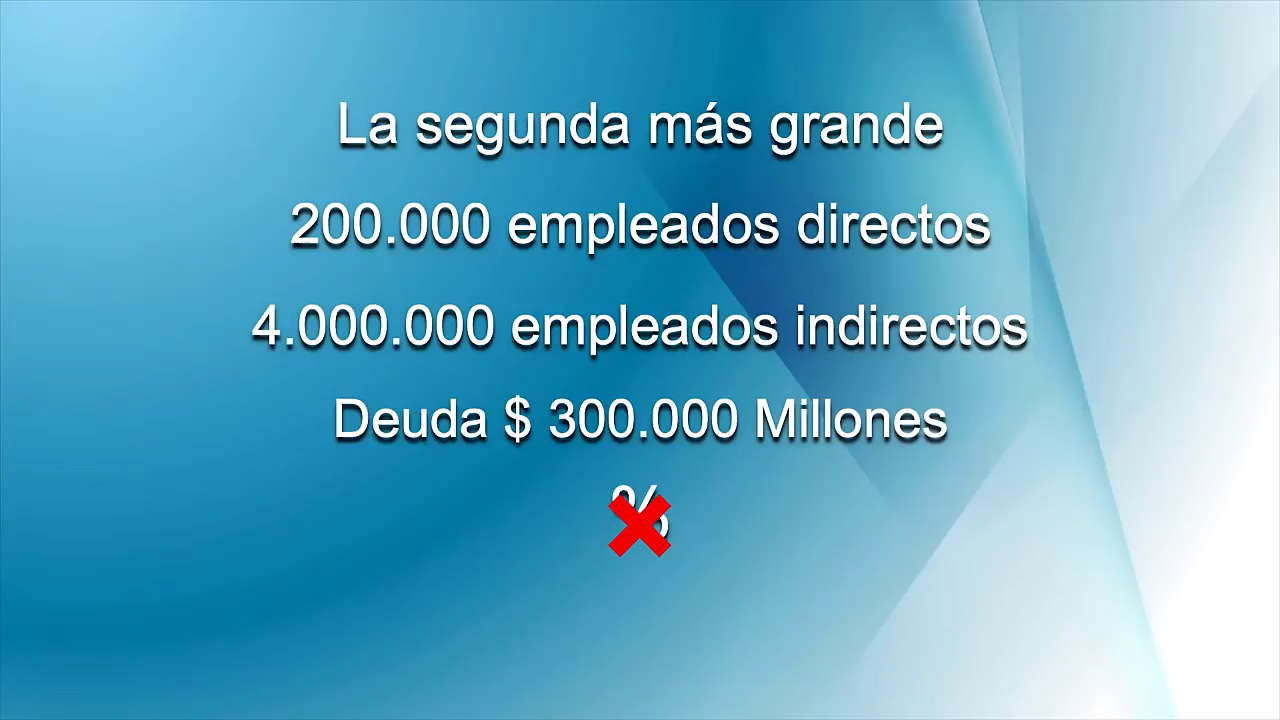 La segunda más grande
200.000 empleados directos
4.000.000 empleados indirectos
Deuda $ 300.000 Millones
%